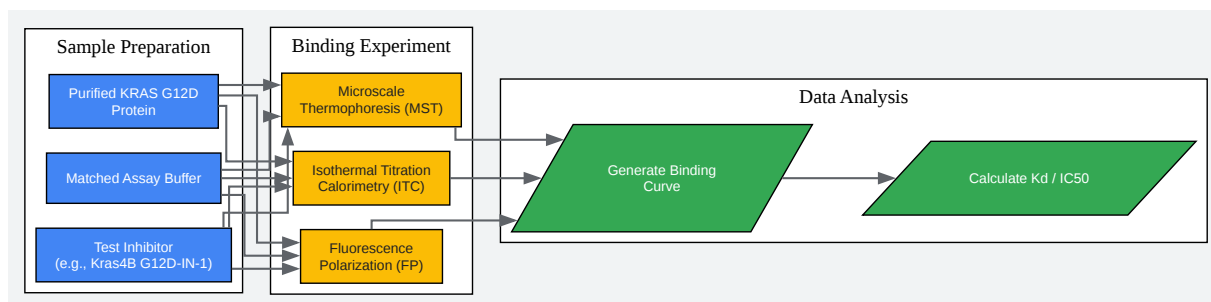 Sample Preparation
Purified KRAS G12D
Protein
Matched Assay Buffer
Test Inhibitor
(e.g., Kras4B G12D-IN-1)
Binding Experiment
Microscale
Thermophoresis (MST)
Isothermal Titration
Calorimetry (ITC)
Fluorescence
Polarization (FP)
Data Analysis
Generate Binding
Curve
Calculate Kd / IC50